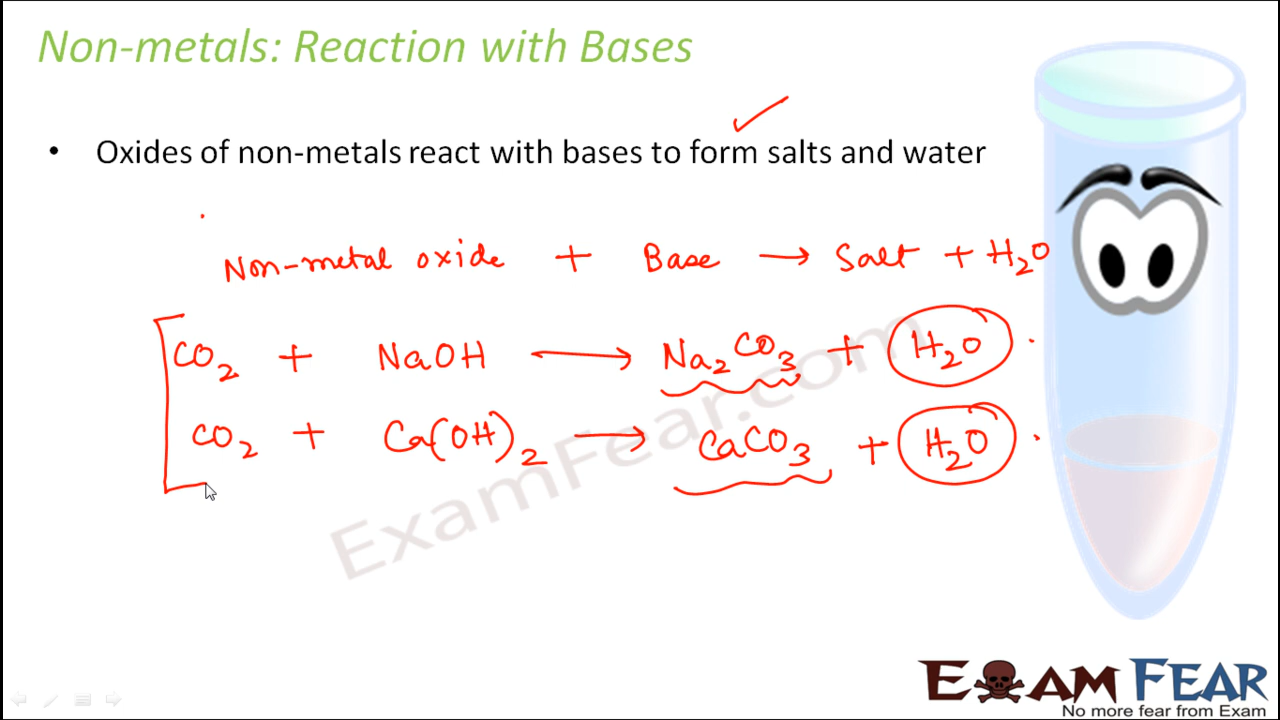 Non-metals: Reaction with Bases
• Oxides of non-metals react with bases to form salts and water
Non-metal oxide + Base → Salt + H₂O
CO₂ + NaOH → Na₂CO₃ + H₂O
CO₂ + Ca(OH)₂ → CaCO₃ + H₂O
ExamFear.com
EXAM FEAR
No more fear from Exam